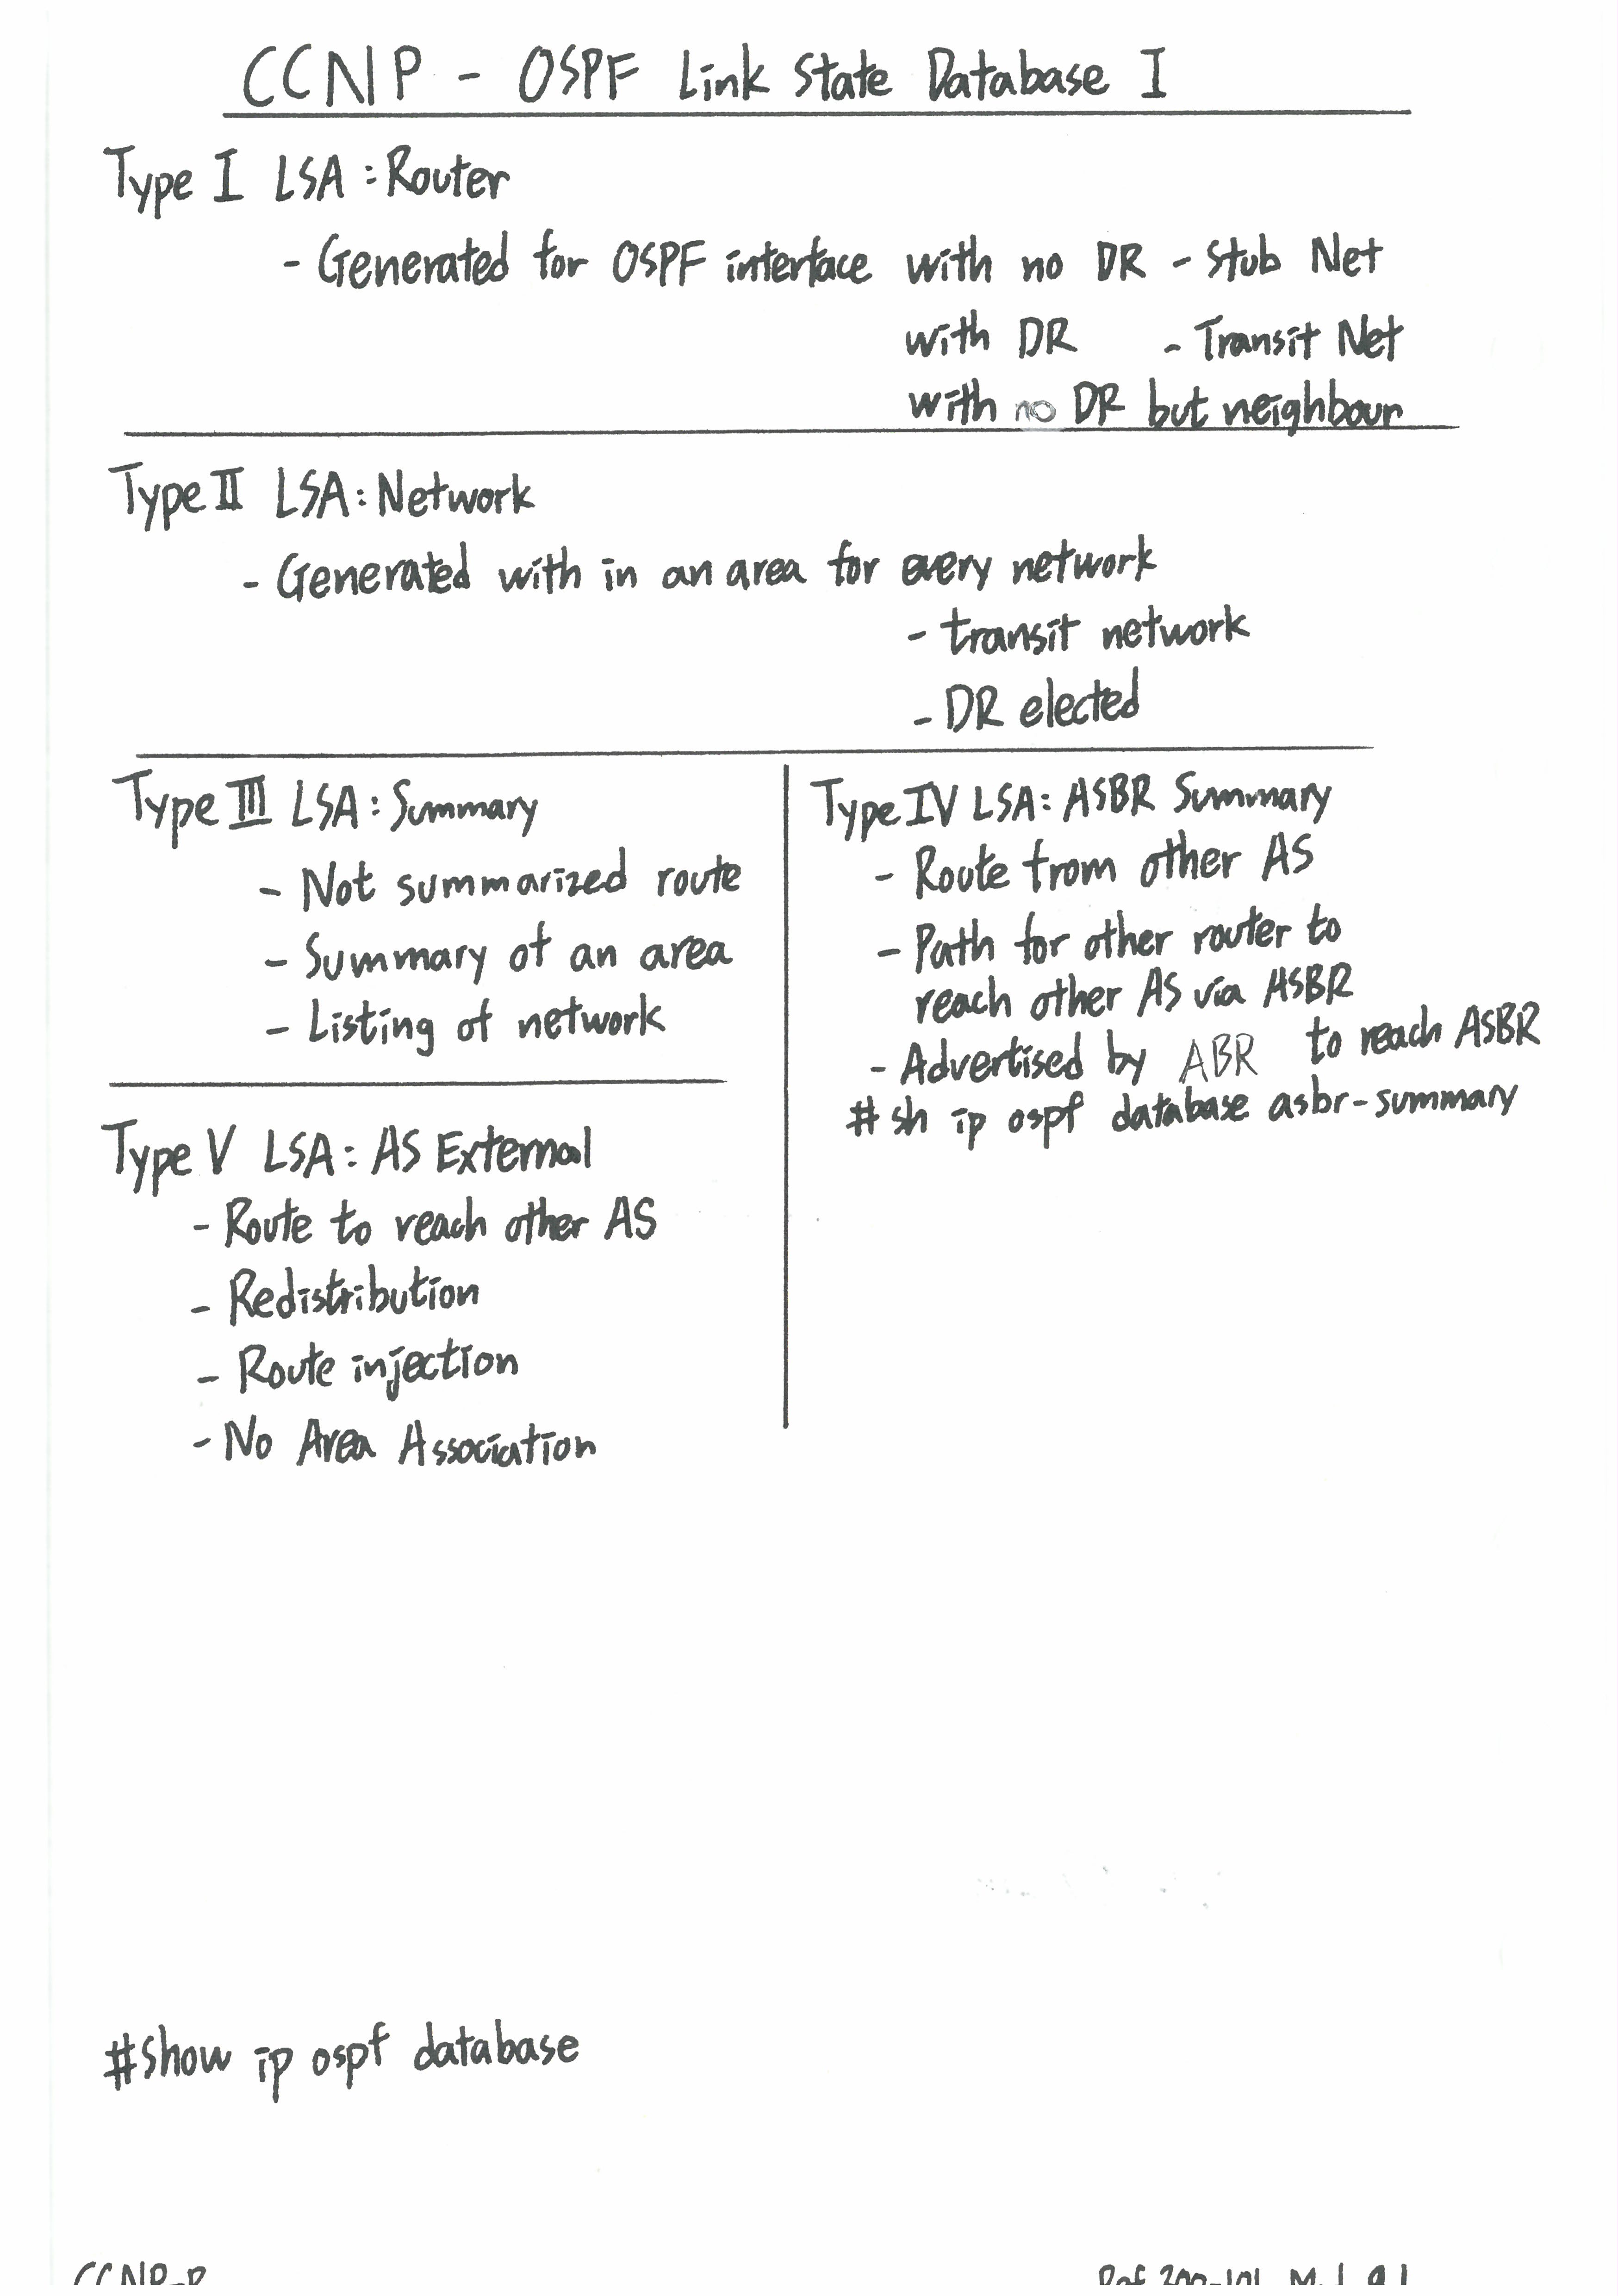 CCNP - OSPF Link State Database I
Type I LSA : Router
- Generated for OSPF interface with no DR - Stub Net
with DR - Transit Net
with no DR but neighbour
Type II LSA : Network
- Generated with in an area for every network
- transit network
- DR elected
Type III LSA : Summary
- Not summarized route
- Summary of an area
- Listing of network
Type IV LSA : ASBR Summary
- Route from other AS
- Path for other router to
reach other AS via ASBR
- Advertised by ABR to reach ASBR
# sh ip ospf database asbr-summary
Type V LSA : AS External
- Route to reach other AS
- Redistribution
- Route injection
- No Area Association
#show ip ospf database
CCNP-R
Ref 300-101